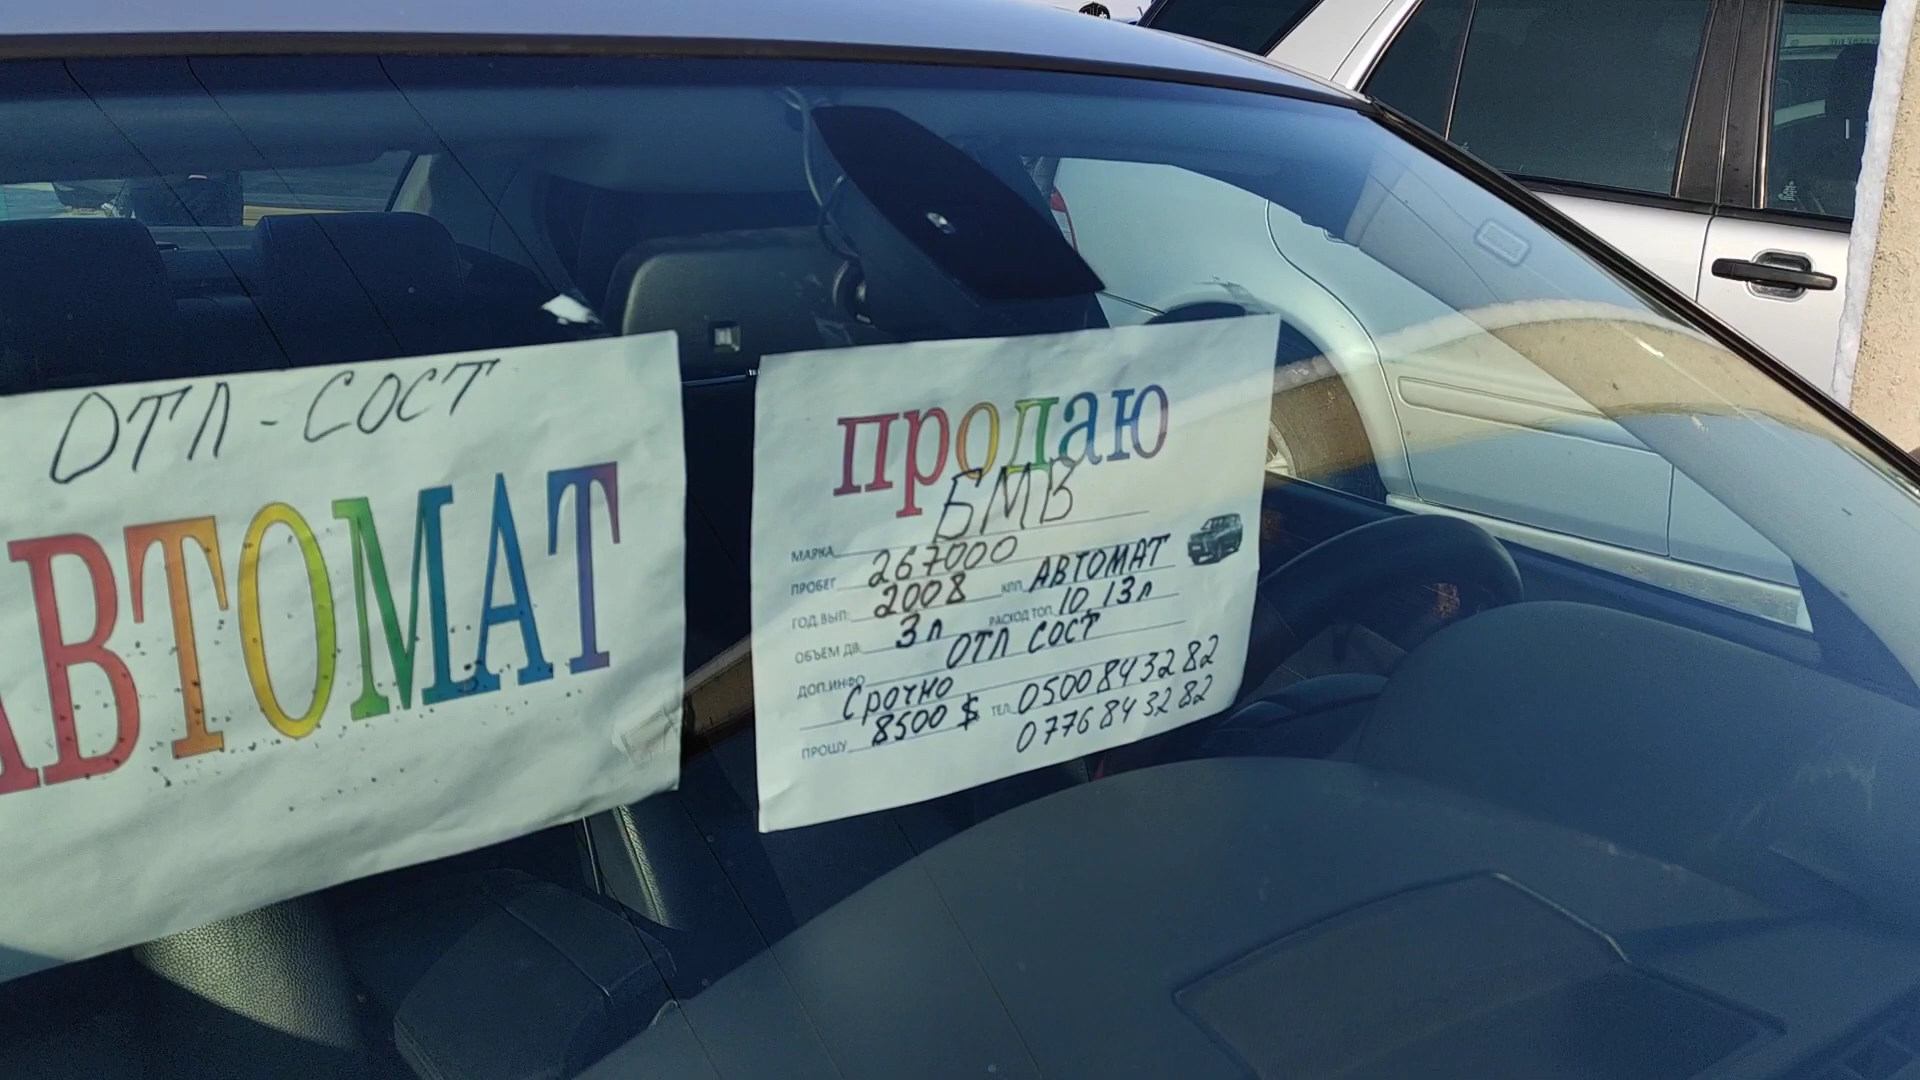 ОТЛ-СОСТ
АВТОМАТ
продаю
МАРКА БМВ
ПРОБЕГ 267000
ГОД ВЫП: 2008 КПП АВТОМАТ
ОБЪЕМ ДВ. 3л РАСХОД ТОП. 10,13л
ДОП.ИНФО ОТЛ СОСТ
Срочно
ПРОШУ 8500 $ ТЕЛ. 0500843282
0776843282